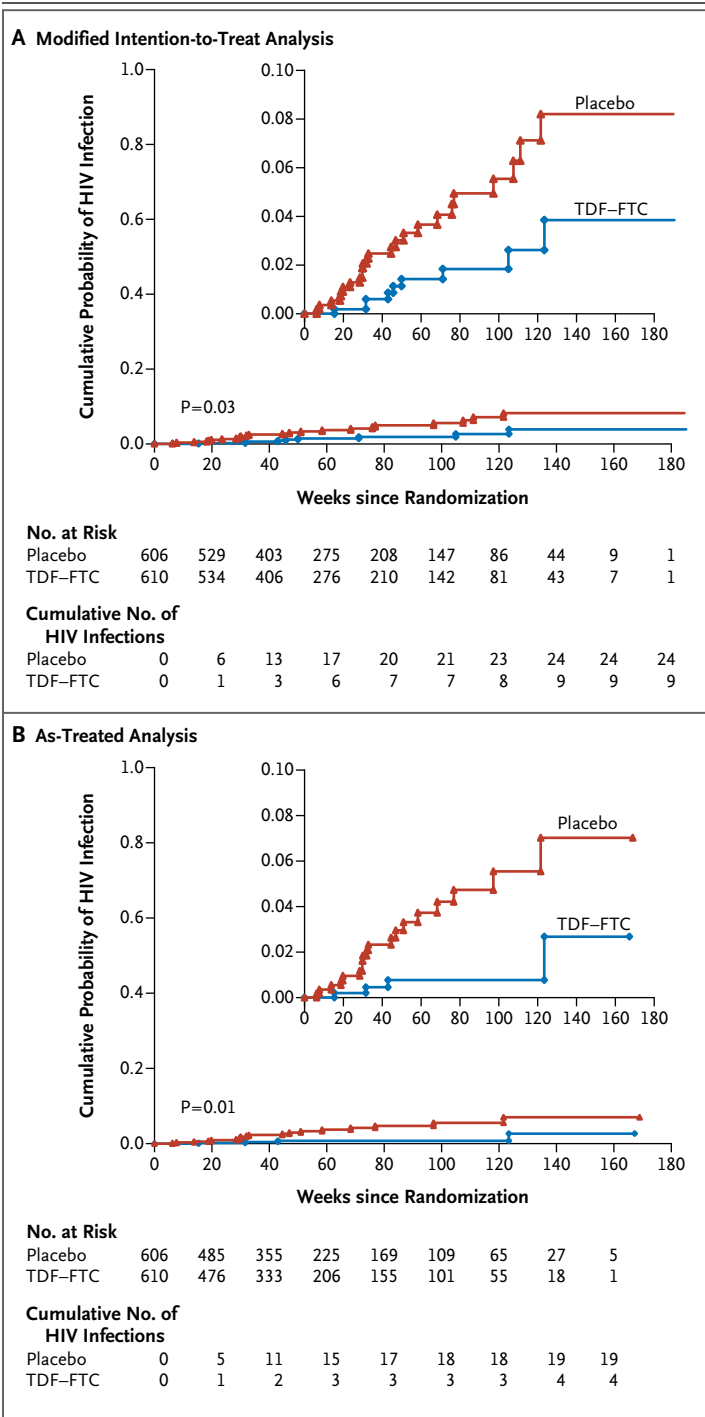 A Modified Intention-to-Treat Analysis
Cumulative Probability of HIV Infection
1.0
0.8
0.6
0.4
0.2
0.0
0.10
0.08
0.06
0.04
0.02
0.00
Placebo
TDF–FTC
0 20 40 60 80 100 120 140 160 180
P=0.03
0 20 40 60 80 100 120 140 160 180
Weeks since Randomization
No. at Risk
Placebo 606 529 403 275 208 147 86 44 9 1
TDF–FTC 610 534 406 276 210 142 81 43 7 1
Cumulative No. of
HIV Infections
Placebo 0 6 13 17 20 21 23 24 24 24
TDF–FTC 0 1 3 6 7 7 8 9 9 9
B As-Treated Analysis
Cumulative Probability of HIV Infection
1.0
0.8
0.6
0.4
0.2
0.0
0.10
0.08
0.06
0.04
0.02
0.00
Placebo
TDF–FTC
0 20 40 60 80 100 120 140 160 180
P=0.01
0 20 40 60 80 100 120 140 160 180
Weeks since Randomization
No. at Risk
Placebo 606 485 355 225 169 109 65 27 5
TDF–FTC 610 476 333 206 155 101 55 18 1
Cumulative No. of
HIV Infections
Placebo 0 5 11 15 17 18 18 19 19
TDF–FTC 0 1 2 3 3 3 3 4 4